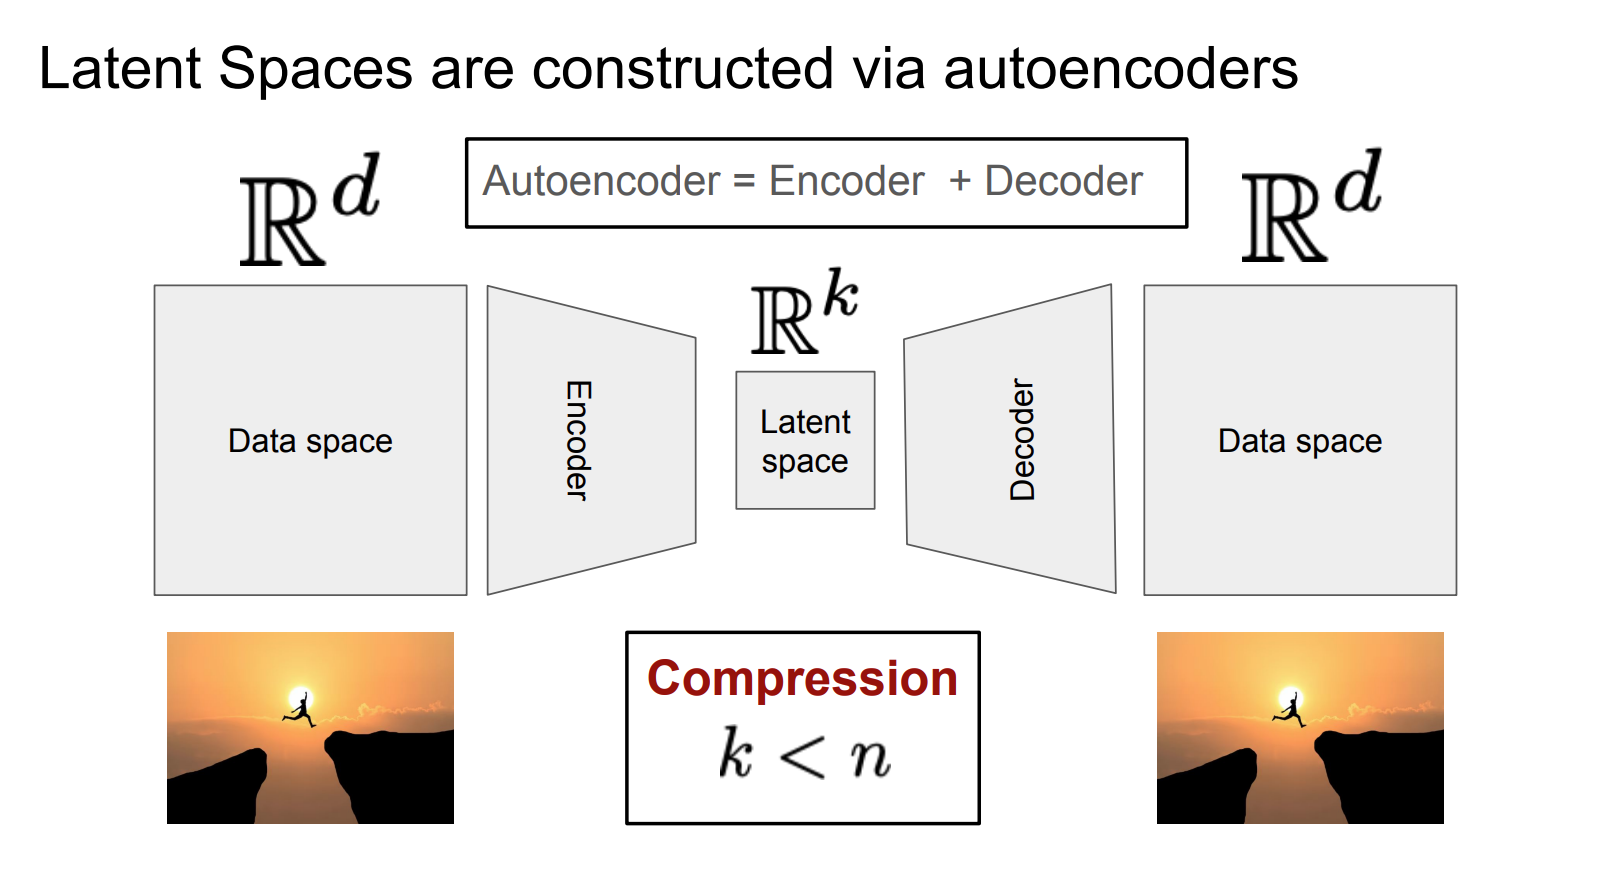 Latent Spaces are constructed via autoencoders
ℝ^d
Autoencoder = Encoder + Decoder
ℝ^d
ℝ^k
Data space
Encoder
Latent
space
Decoder
Data space
Compression
k < n